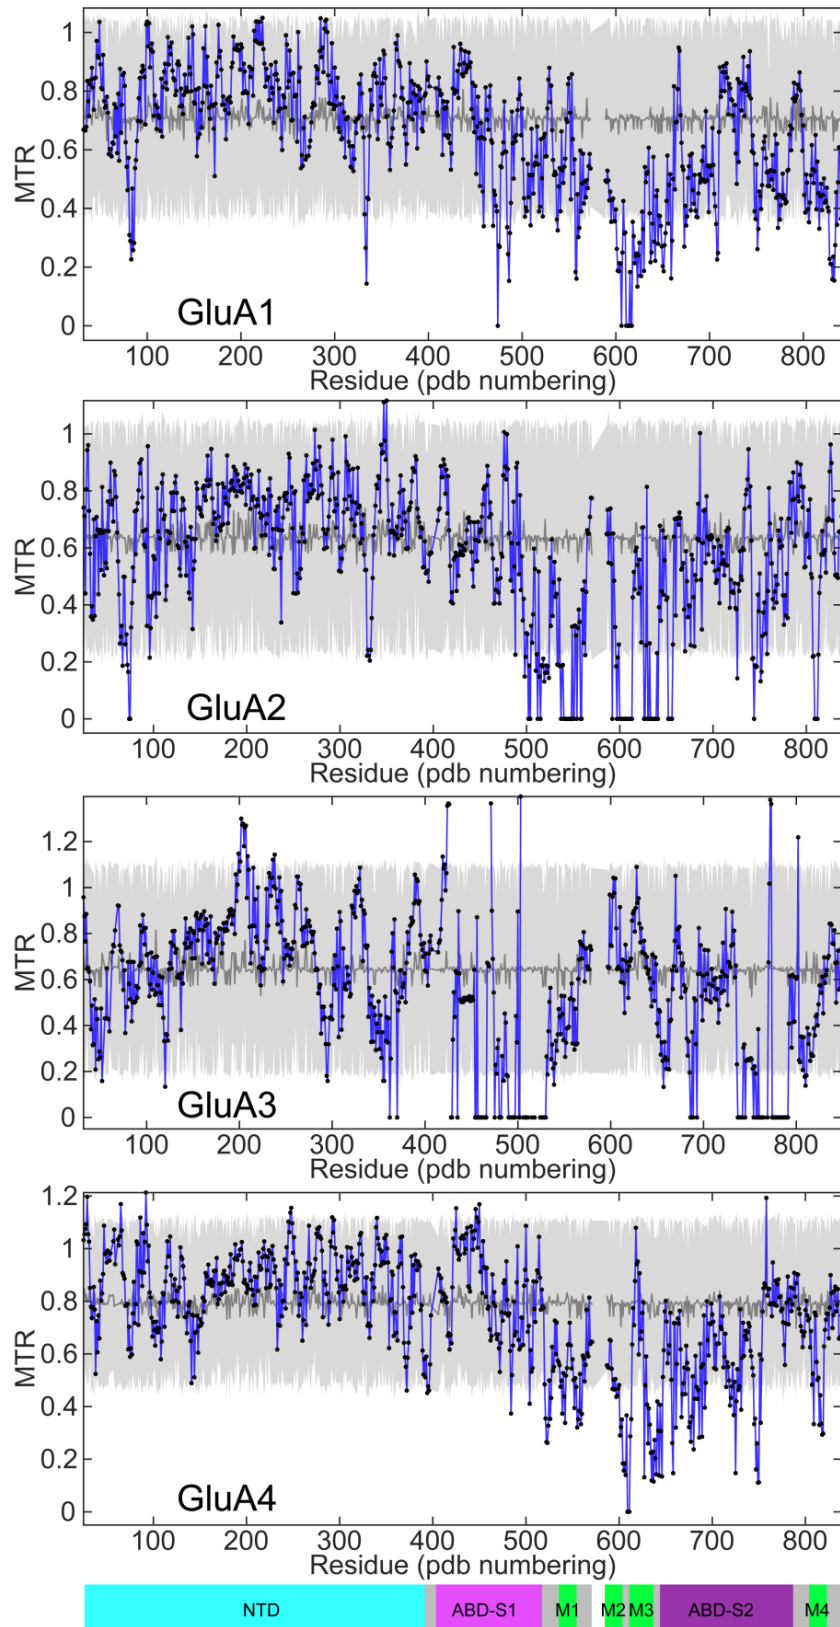 1
0.8
0.6
0.4
0.2
0
MTR
GluA1
100 200 300 400 500 600 700 800
Residue (pdb numbering)
1
0.8
0.6
0.4
0.2
0
MTR
GluA2
100 200 300 400 500 600 700 800
Residue (pdb numbering)
1.2
1
0.8
0.6
0.4
0.2
0
MTR
GluA3
100 200 300 400 500 600 700 800
Residue (pdb numbering)
1.2
1
0.8
0.6
0.4
0.2
0
MTR
GluA4
100 200 300 400 500 600 700 800
Residue (pdb numbering)
NTD ABD-S1 M1 M2 M3 ABD-S2 M4